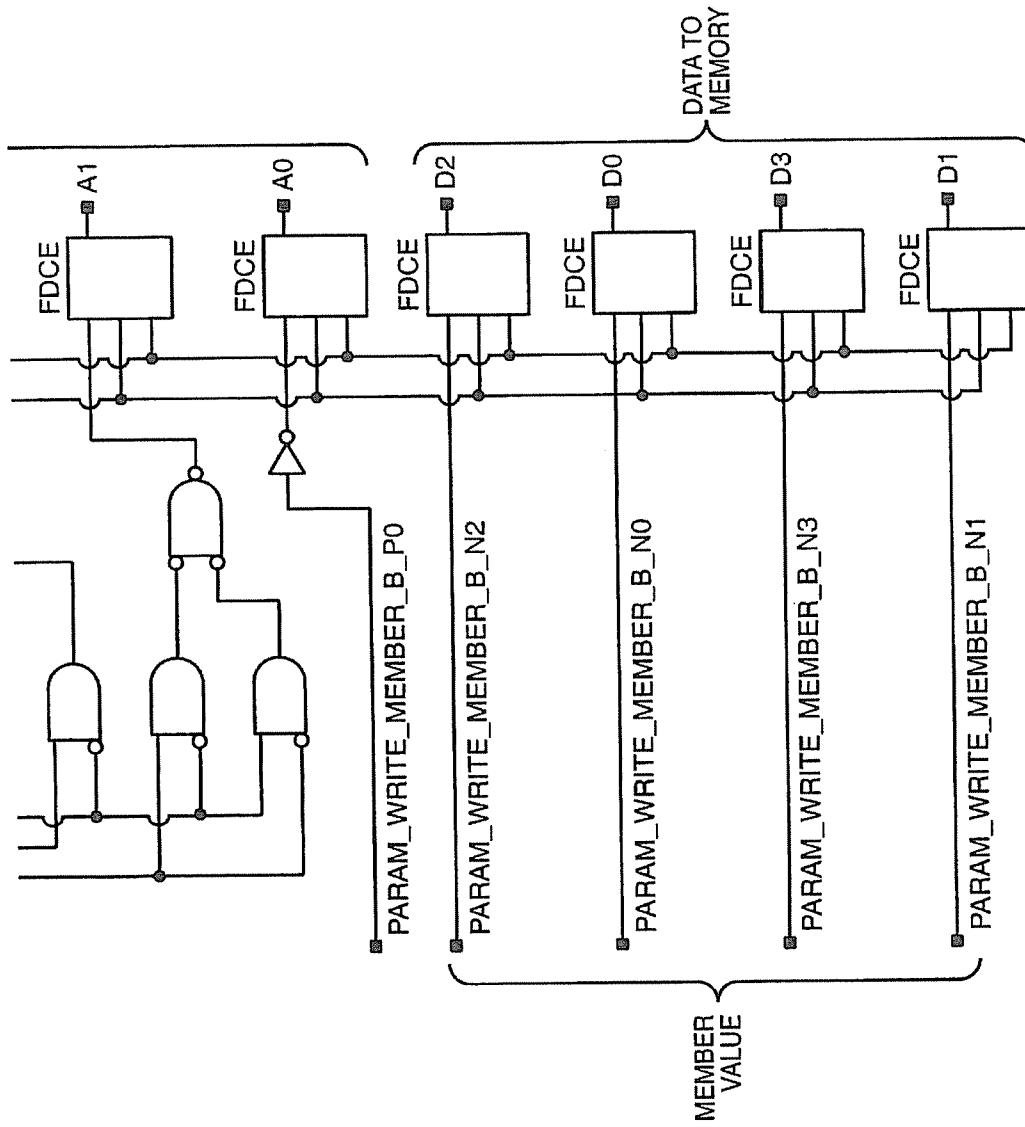 FDCE
A1
FDCE
A0
PARAM_WRITE_MEMBER_B_P0
FDCE
D2
PARAM_WRITE_MEMBER_B_N2
FDCE
D0
PARAM_WRITE_MEMBER_B_N0
FDCE
D3
PARAM_WRITE_MEMBER_B_N3
FDCE
D1
PARAM_WRITE_MEMBER_B_N1
MEMBER
VALUE
DATA TO
MEMORY